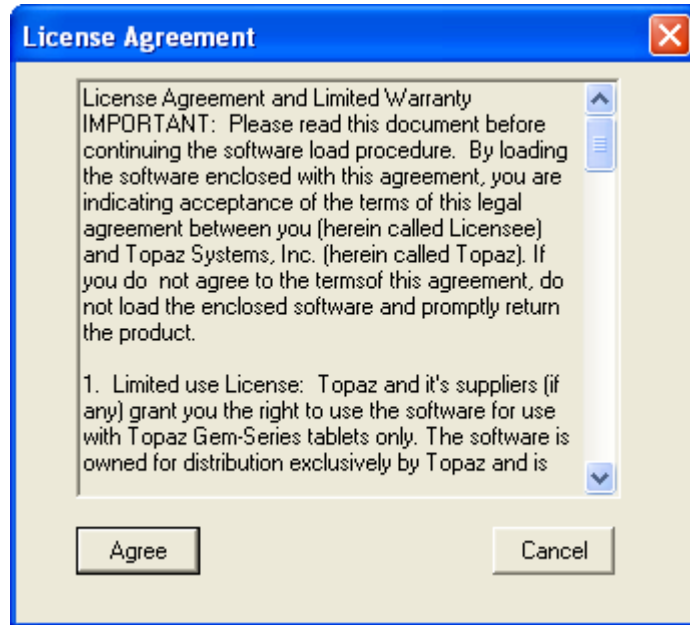 License Agreement
License Agreement and Limited Warranty
IMPORTANT:  Please read this document before
continuing the software load procedure.  By loading
the software enclosed with this agreement, you are
indicating acceptance of the terms of this legal
agreement between you (herein called Licensee)
and Topaz Systems, Inc. (herein called Topaz). If
you do  not agree to the termsof this agreement, do
not load the enclosed software and promptly return
the product.
1.  Limited use License:  Topaz and it's suppliers (if
any) grant you the right to use the software for use
with Topaz Gem-Series tablets only. The software is
owned for distribution exclusively by Topaz and is
Agree
Cancel